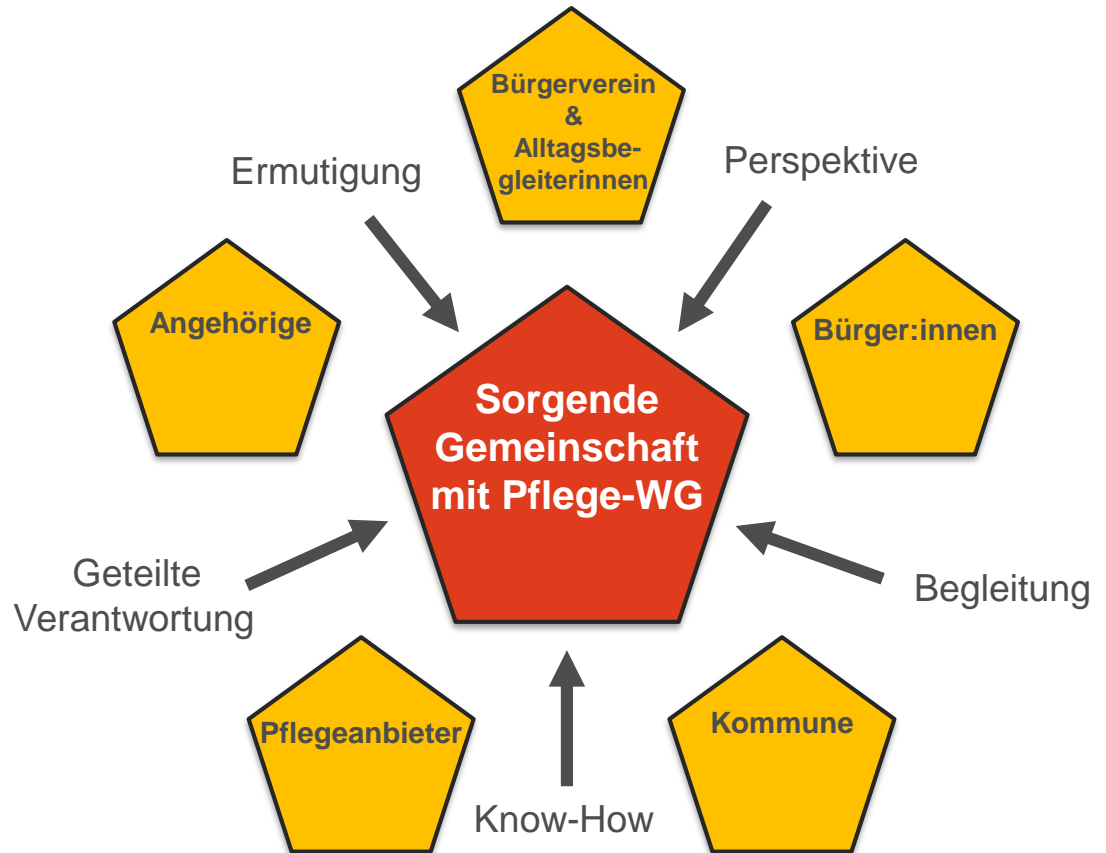 Bürgerverein
&
Alltagsbe-
gleiterinnen
Ermutigung
Perspektive
Angehörige
Bürger:innen
Sorgende
Gemeinschaft
mit Pflege-WG
Geteilte
Verantwortung
Begleitung
Pflegeanbieter
Kommune
Know-How